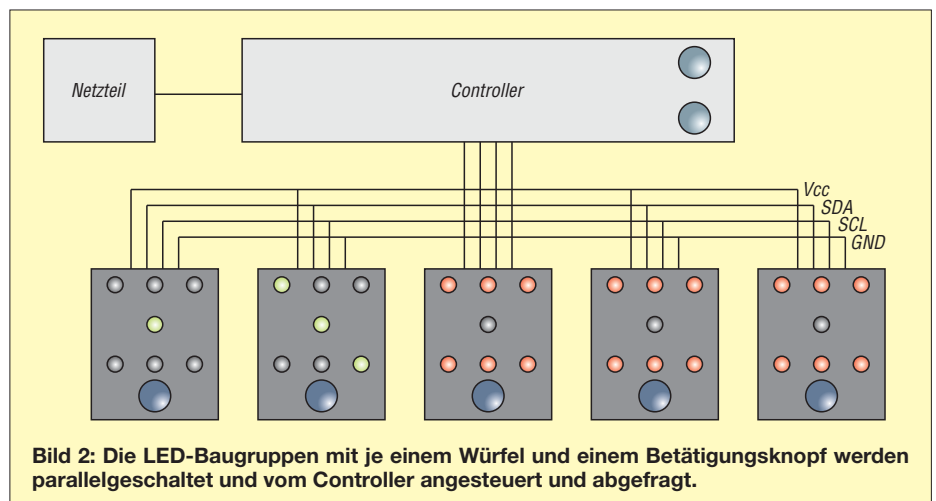 Netzteil
Controller
Vcc
SDA
SCL
GND
Bild 2: Die LED-Baugruppen mit je einem Würfel und einem Betätigungsknopf werden
parallelgeschaltet und vom Controller angesteuert und abgefragt.